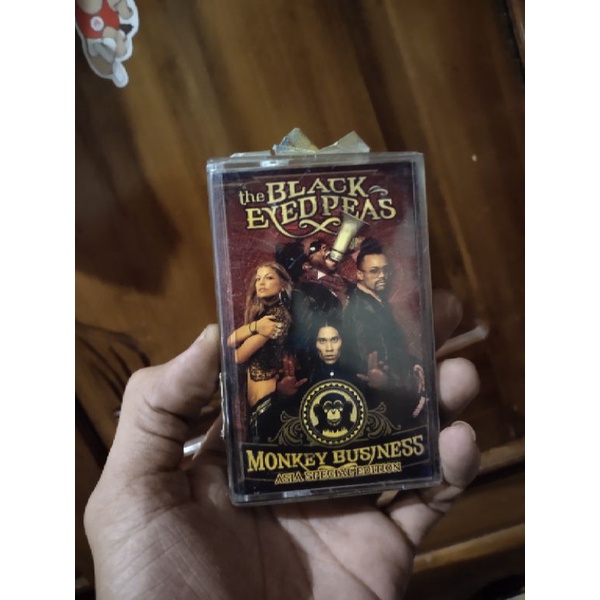 the BLACK
EYED PEAS
MONKEY BUSINESS
ASIA SPECIAL EDITION